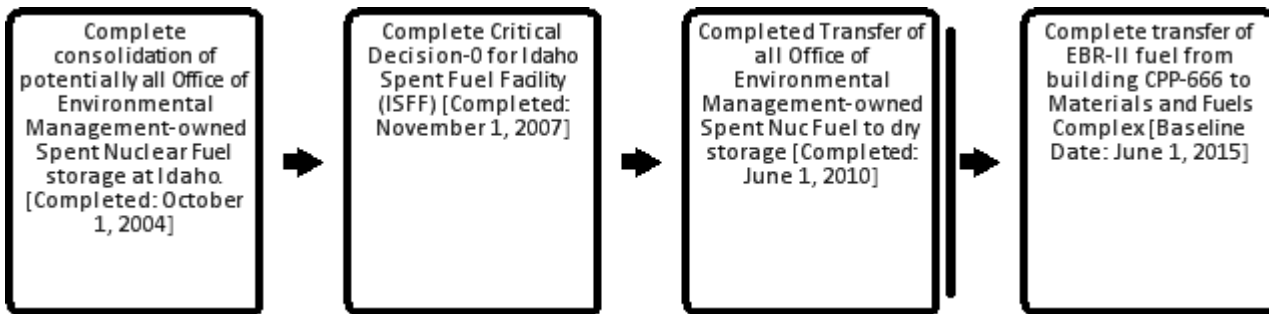 Complete
consolidation of
potentially all Office of
Environmental
Management-owned
Spent Nuclear Fuel
storage at Idaho.
[Completed: October
1, 2004]
Complete Critical
Decision-0 for Idaho
Spent Fuel Facility
(ISFF) [Completed:
November 1, 2007]
Completed Transfer of
all Office of
Environmental
Management-owned
Spent Nuc Fuel to dry
storage [Completed:
June 1, 2010]
Complete transfer of
EBR-II fuel from
building CPP-666 to
Materials and Fuels
Complex [Baseline
Date: June 1, 2015]